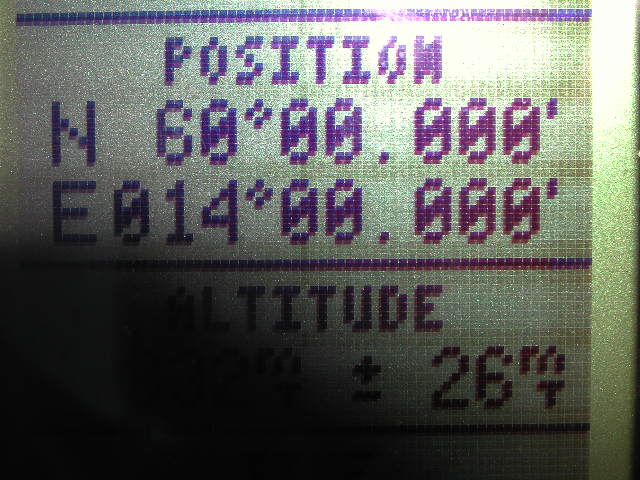 POSITION
N 60°00.000'
E014°00.000'
ALTITUDE
± 26m